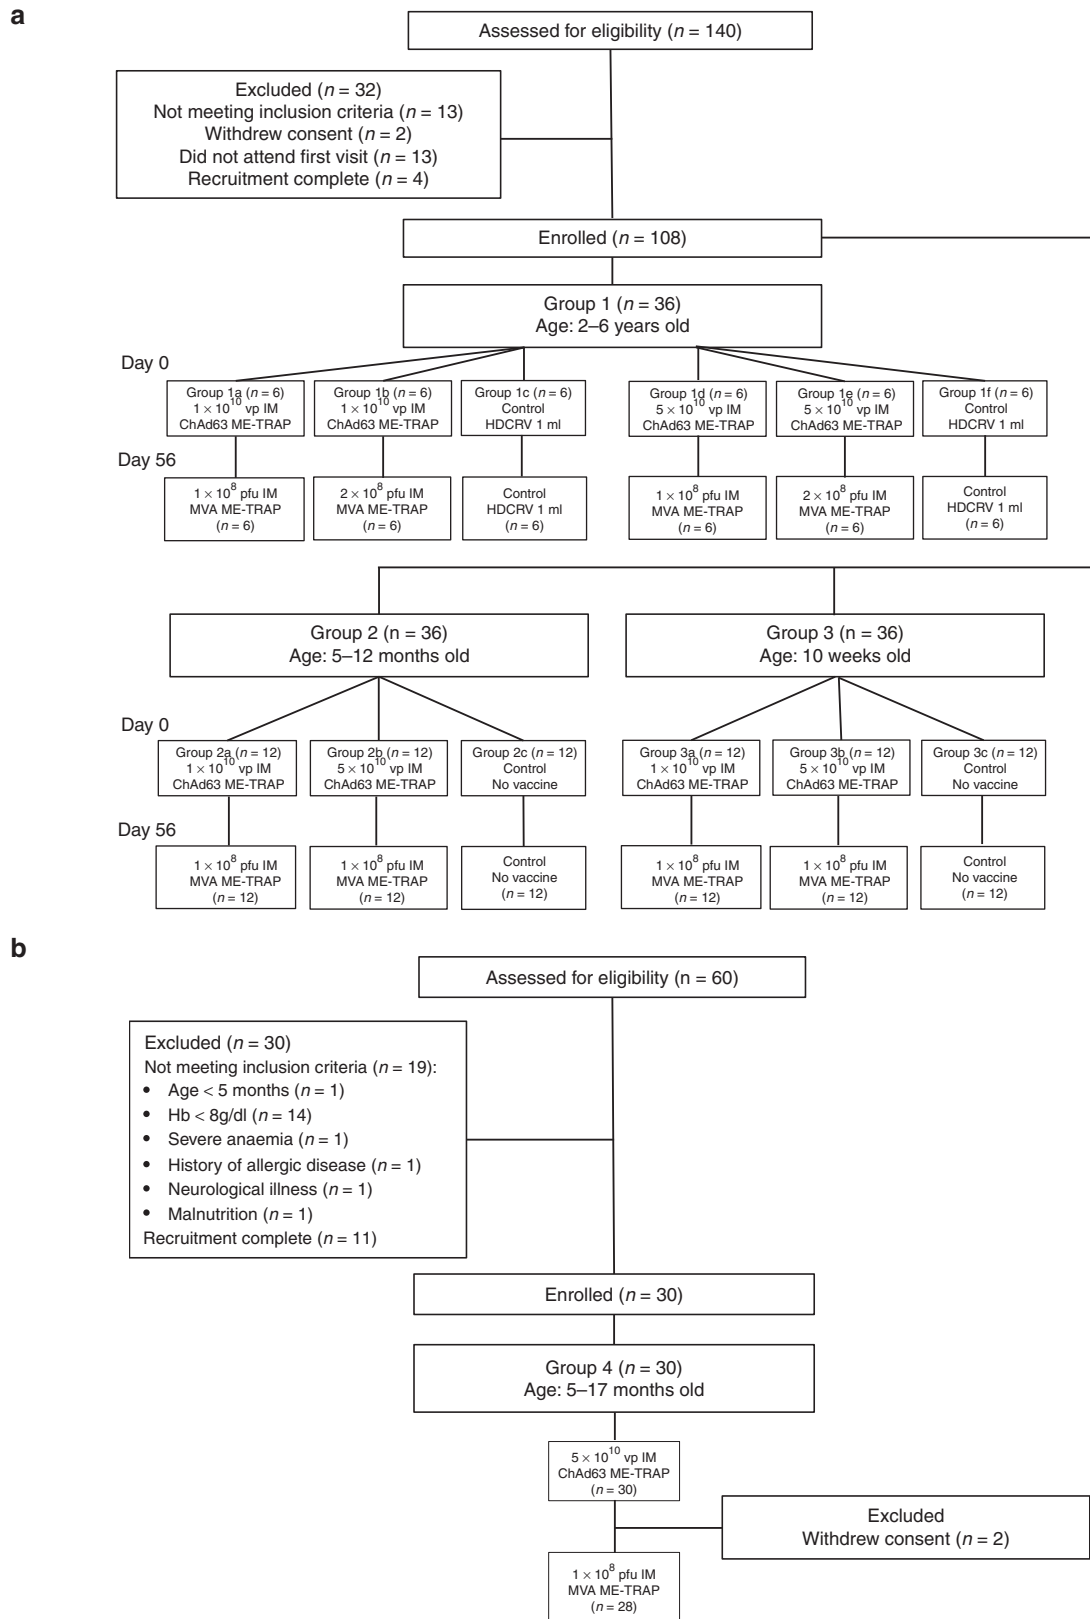 a
Assessed for eligibility (n = 140)
Excluded (n = 32)
Not meeting inclusion criteria (n = 13)
Withdrew consent (n = 2)
Did not attend first visit (n = 13)
Recruitment complete (n = 4)
Enrolled (n = 108)
Group 1 (n = 36)
Age: 2–6 years old
Day 0
Group 1a (n = 6)
1 × 10^10 vp IM
ChAd63 ME-TRAP
Group 1b (n = 6)
1 × 10^10 vp IM
ChAd63 ME-TRAP
Group 1c (n = 6)
Control
HDCRV 1 ml
Group 1d (n = 6)
5 × 10^10 vp IM
ChAd63 ME-TRAP
Group 1e (n = 6)
5 × 10^10 vp IM
ChAd63 ME-TRAP
Group 1f (n = 6)
Control
HDCRV 1 ml
Day 56
1 × 10^8 pfu IM
MVA ME-TRAP
(n = 6)
2 × 10^8 pfu IM
MVA ME-TRAP
(n = 6)
Control
HDCRV 1 ml
(n = 6)
1 × 10^8 pfu IM
MVA ME-TRAP
(n = 6)
2 × 10^8 pfu IM
MVA ME-TRAP
(n = 6)
Control
HDCRV 1 ml
(n = 6)
Group 2 (n = 36)
Age: 5–12 months old
Group 3 (n = 36)
Age: 10 weeks old
Day 0
Group 2a (n = 12)
1 × 10^10 vp IM
ChAd63 ME-TRAP
Group 2b (n = 12)
5 × 10^10 vp IM
ChAd63 ME-TRAP
Group 2c (n = 12)
Control
No vaccine
Group 3a (n = 12)
1 × 10^10 vp IM
ChAd63 ME-TRAP
Group 3b (n = 12)
5 × 10^10 vp IM
ChAd63 ME-TRAP
Group 3c (n = 12)
Control
No vaccine
Day 56
1 × 10^8 pfu IM
MVA ME-TRAP
(n = 12)
1 × 10^8 pfu IM
MVA ME-TRAP
(n = 12)
Control
No vaccine
(n = 12)
1 × 10^8 pfu IM
MVA ME-TRAP
(n = 12)
1 × 10^8 pfu IM
MVA ME-TRAP
(n = 12)
Control
No vaccine
(n = 12)
b
Assessed for eligibility (n = 60)
Excluded (n = 30)
Not meeting inclusion criteria (n = 19):
• Age < 5 months (n = 1)
• Hb < 8g/dl (n = 14)
• Severe anaemia (n = 1)
• History of allergic disease (n = 1)
• Neurological illness (n = 1)
• Malnutrition (n = 1)
Recruitment complete (n = 11)
Enrolled (n = 30)
Group 4 (n = 30)
Age: 5–17 months old
5 × 10^10 vp IM
ChAd63 ME-TRAP
(n = 30)
Excluded
Withdrew consent (n = 2)
1 × 10^8 pfu IM
MVA ME-TRAP
(n = 28)